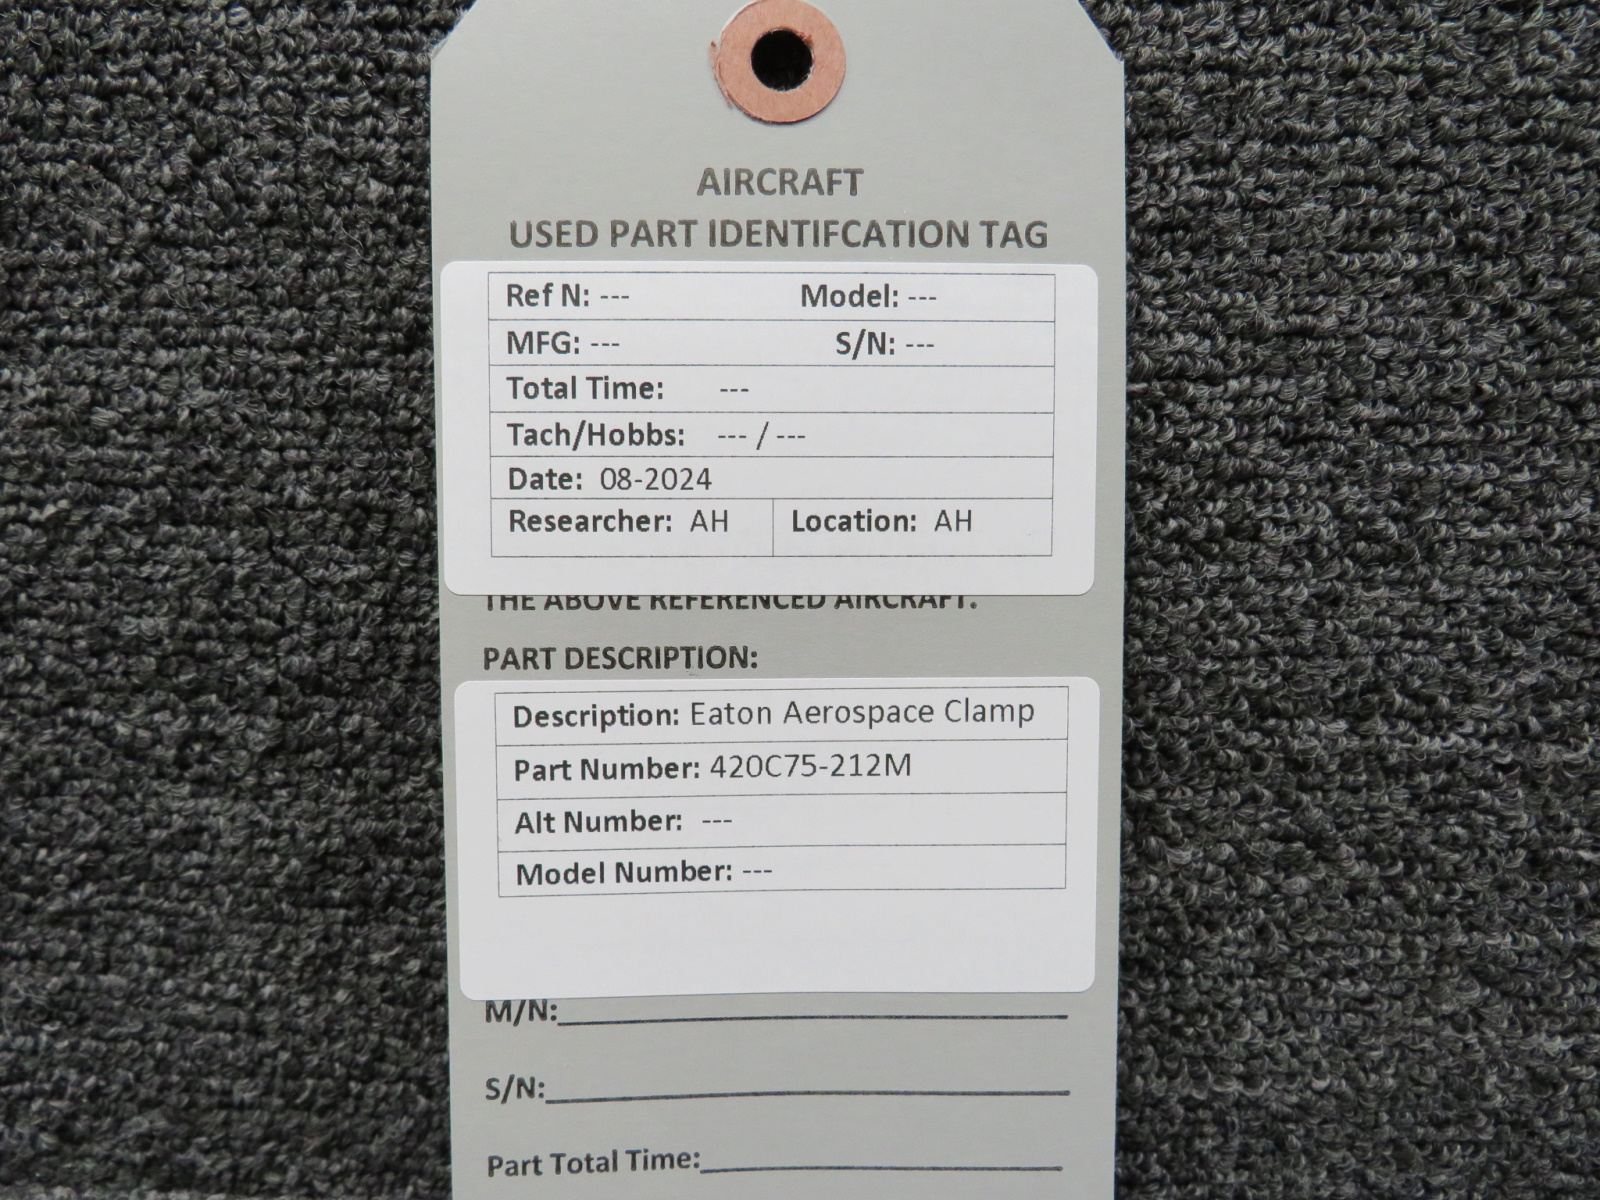 AIRCRAFT
USED PART IDENTIFCATION TAG
Ref N: --- Model: ---
MFG: --- S/N: ---
Total Time: ---
Tach/Hobbs: --- / ---
Date: 08-2024
Researcher: AH Location: AH
THE ABOVE REFERENCED AIRCRAFT.
PART DESCRIPTION:
Description: Eaton Aerospace Clamp
Part Number: 420C75-212M
Alt Number: ---
Model Number: ---
M/N:
S/N:
Part Total Time: